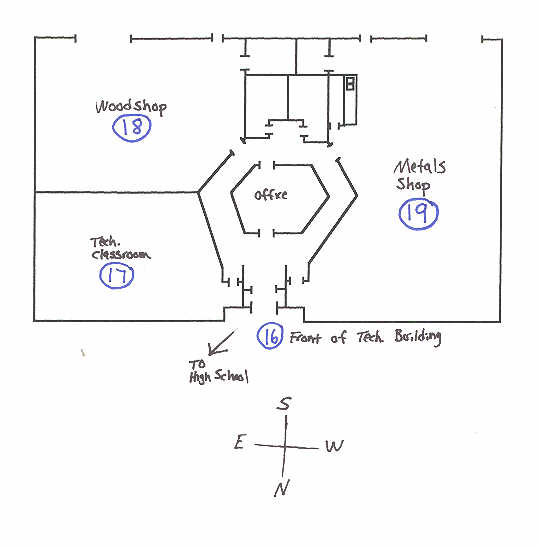 Woodshop
18
Metals
Shop
19
office
Tech.
Classroom
17
16 Front of Tech Building
TO
High School
S
E W
N